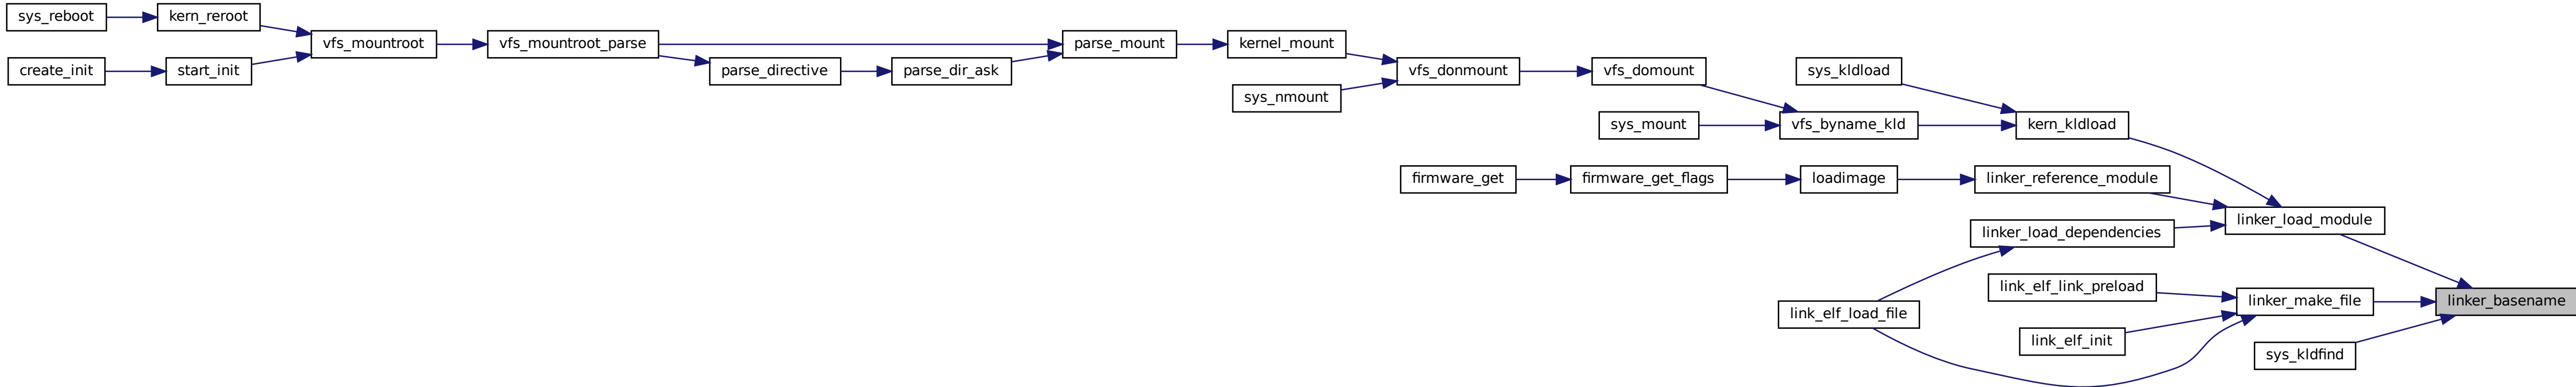 sys_reboot
kern_reroot
vfs_mountroot
vfs_mountroot_parse
parse_mount
kernel_mount
create_init
start_init
parse_directive
parse_dir_ask
vfs_donmount
vfs_domount
sys_kldload
sys_nmount
sys_mount
vfs_byname_kld
kern_kldload
firmware_get
firmware_get_flags
loadimage
linker_reference_module
linker_load_module
linker_load_dependencies
link_elf_link_preload
linker_make_file
linker_basename
link_elf_load_file
link_elf_init
sys_kldfind